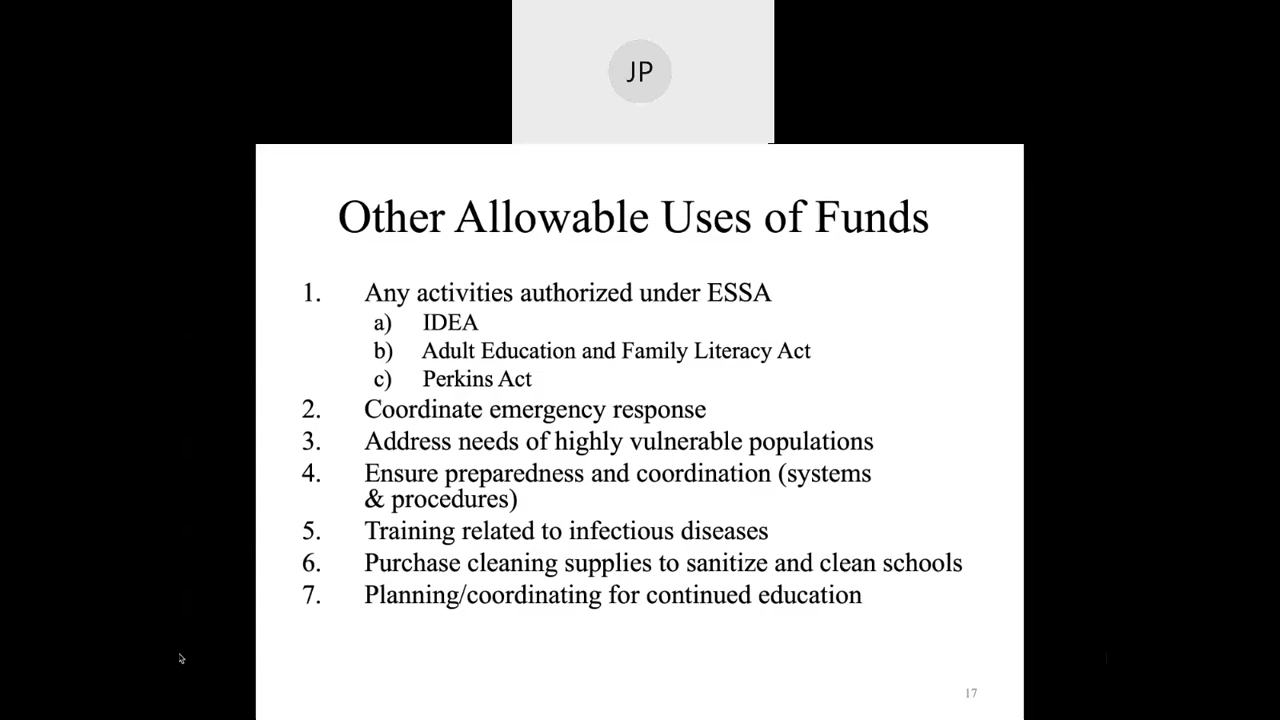 JP
Other Allowable Uses of Funds
1. Any activities authorized under ESSA
a) IDEA
b) Adult Education and Family Literacy Act
c) Perkins Act
2. Coordinate emergency response
3. Address needs of highly vulnerable populations
4. Ensure preparedness and coordination (systems
& procedures)
5. Training related to infectious diseases
6. Purchase cleaning supplies to sanitize and clean schools
7. Planning/coordinating for continued education
17